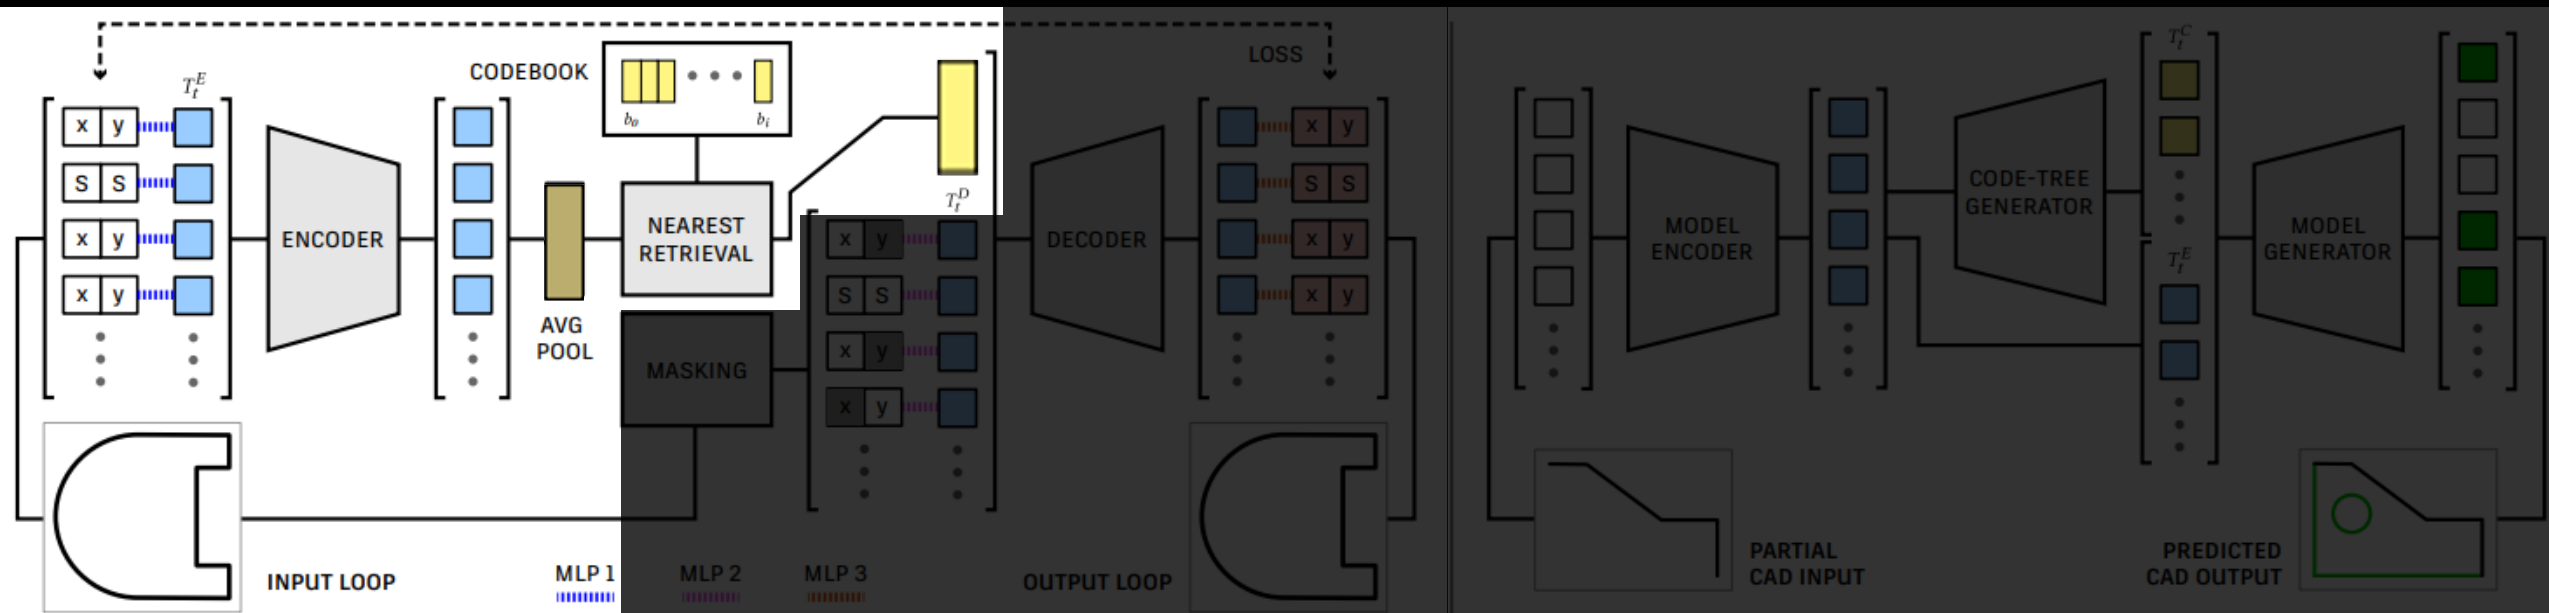 LOSS
CODEBOOK
b₀ b_i
T_t^E
x y
S S
x y
x y
ENCODER
AVG
POOL
NEAREST
RETRIEVAL
MASKING
T_t^D
x y
S S
x y
x y
DECODER
x y
S S
x y
x y
INPUT LOOP
MLP 1
MLP 2
MLP 3
OUTPUT LOOP
MODEL
ENCODER
CODE-TREE
GENERATOR
T_t^C
T_t^E
MODEL
GENERATOR
PARTIAL
CAD INPUT
PREDICTED
CAD OUTPUT